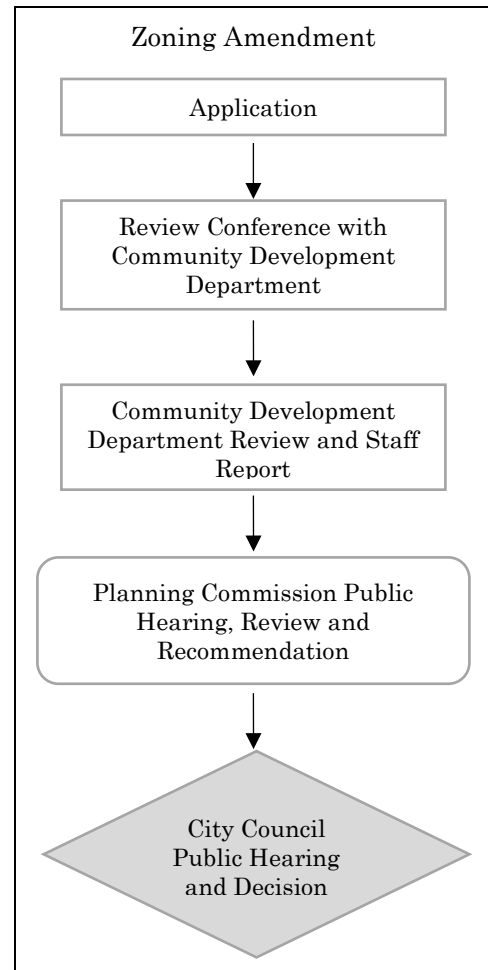 Zoning Amendment
Application
Review Conference with
Community Development
Department
Community Development
Department Review and Staff
Report
Planning Commission Public
Hearing, Review and
Recommendation
City Council
Public Hearing
and Decision